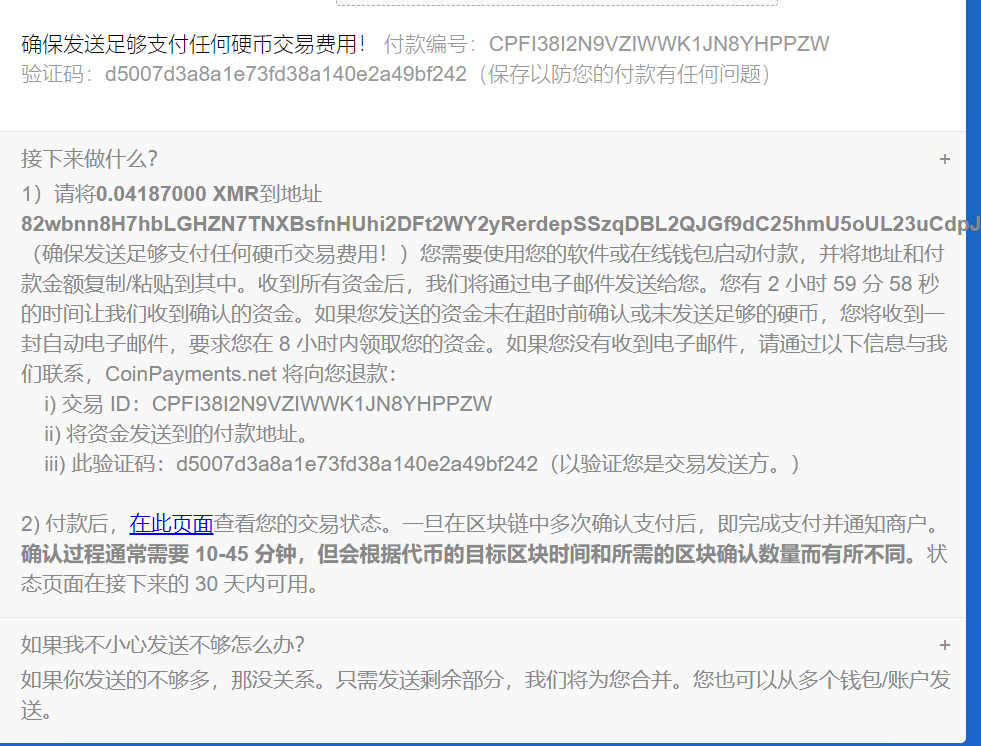 确保发送足够支付任何硬币交易费用！ 付款编号：CPFI38I2N9VZIWWK1JN8YHPPZW
验证码：d5007d3a8a1e73fd38a140e2a49bf242（保存以防您的付款有任何问题）
接下来做什么？ +
1）请将0.04187000 XMR到地址
82wbnn8H7hbLGHZN7TNXBsfnHUhi2DFt2WY2yRerdepSSzqDBL2QJGf9dC25hmU5oUL23uCdpJ
（确保发送足够支付任何硬币交易费用！）您需要使用您的软件或在线钱包启动付款，并将地址和付
款金额复制/粘贴到其中。收到所有资金后，我们将通过电子邮件发送给您。您有 2 小时 59 分 58 秒
的时间让我们收到确认的资金。如果您发送的资金未在超时前确认或未发送足够的硬币，您将收到一
封自动电子邮件，要求您在 8 小时内领取您的资金。如果您没有收到电子邮件，请通过以下信息与我
们联系，CoinPayments.net 将向您退款：
i) 交易 ID：CPFI38I2N9VZIWWK1JN8YHPPZW
ii) 将资金发送到的付款地址。
iii) 此验证码：d5007d3a8a1e73fd38a140e2a49bf242（以验证您是交易发送方。）
2) 付款后，在此页面查看您的交易状态。一旦在区块链中多次确认支付后，即完成支付并通知商户。
确认过程通常需要 10-45 分钟，但会根据代币的目标区块时间和所需的区块确认数量而有所不同。状
态页面在接下来的 30 天内可用。
如果我不小心发送不够怎么办？ +
如果你发送的不够多，那没关系。只需发送剩余部分，我们将为您合并。您也可以从多个钱包/账户发
送。